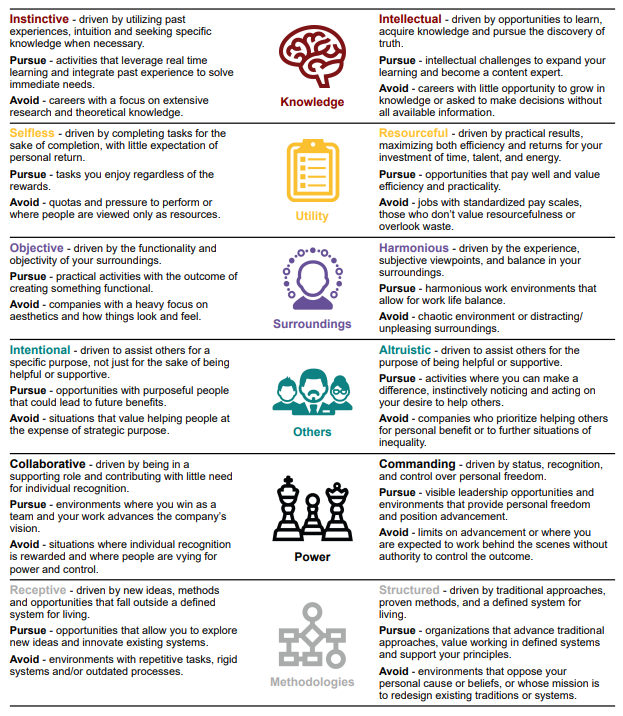 Instinctive - driven by utilizing past
experiences, intuition and seeking specific
knowledge when necessary.
Pursue - activities that leverage real time
learning and integrate past experience to solve
immediate needs.
Avoid - careers with a focus on extensive
research and theoretical knowledge.
Knowledge
Intellectual - driven by opportunities to learn,
acquire knowledge and pursue the discovery of
truth.
Pursue - intellectual challenges to expand your
learning and become a content expert.
Avoid - careers with little opportunity to grow in
knowledge or asked to make decisions without
all available information.
Selfless - driven by completing tasks for the
sake of completion, with little expectation of
personal return.
Pursue - tasks you enjoy regardless of the
rewards.
Avoid - quotas and pressure to perform or
where people are viewed only as resources.
Utility
Resourceful - driven by practical results,
maximizing both efficiency and returns for your
investment of time, talent, and energy.
Pursue - opportunities that pay well and value
efficiency and practicality.
Avoid - jobs with standardized pay scales,
those who don't value resourcefulness or
overlook waste.
Objective - driven by the functionality and
objectivity of your surroundings.
Pursue - practical activities with the outcome of
creating something functional.
Avoid - companies with a heavy focus on
aesthetics and how things look and feel.
Surroundings
Harmonious - driven by the experience,
subjective viewpoints, and balance in your
surroundings.
Pursue - harmonious work environments that
allow for work life balance.
Avoid - chaotic environment or distracting/
unpleasing surroundings.
Intentional - driven to assist others for a
specific purpose, not just for the sake of being
helpful or supportive.
Pursue - opportunities with purposeful people
that could lead to future benefits.
Avoid - situations that value helping people at
the expense of strategic purpose.
Others
Altruistic - driven to assist others for the
purpose of being helpful or supportive.
Pursue - activities where you can make a
difference, instinctively noticing and acting on
your desire to help others.
Avoid - companies who prioritize helping others
for personal benefit or to further situations of
inequality.
Collaborative - driven by being in a
supporting role and contributing with little need
for individual recognition.
Pursue - environments where you win as a
team and your work advances the company's
vision.
Avoid - situations where individual recognition
is rewarded and where people are vying for
power and control.
Power
Commanding - driven by status, recognition,
and control over personal freedom.
Pursue - visible leadership opportunities and
environments that provide personal freedom
and position advancement.
Avoid - limits on advancement or where you
are expected to work behind the scenes without
authority to control the outcome.
Receptive - driven by new ideas, methods
and opportunities that fall outside a defined
system for living.
Pursue - opportunities that allow you to explore
new ideas and innovate existing systems.
Avoid - environments with repetitive tasks, rigid
systems and/or outdated processes.
Methodologies
Structured - driven by traditional approaches,
proven methods, and a defined system for
living.
Pursue - organizations that advance traditional
approaches, value working in defined systems
and support your principles.
Avoid - environments that oppose your
personal cause or beliefs, or whose mission is
to redesign existing traditions or systems.